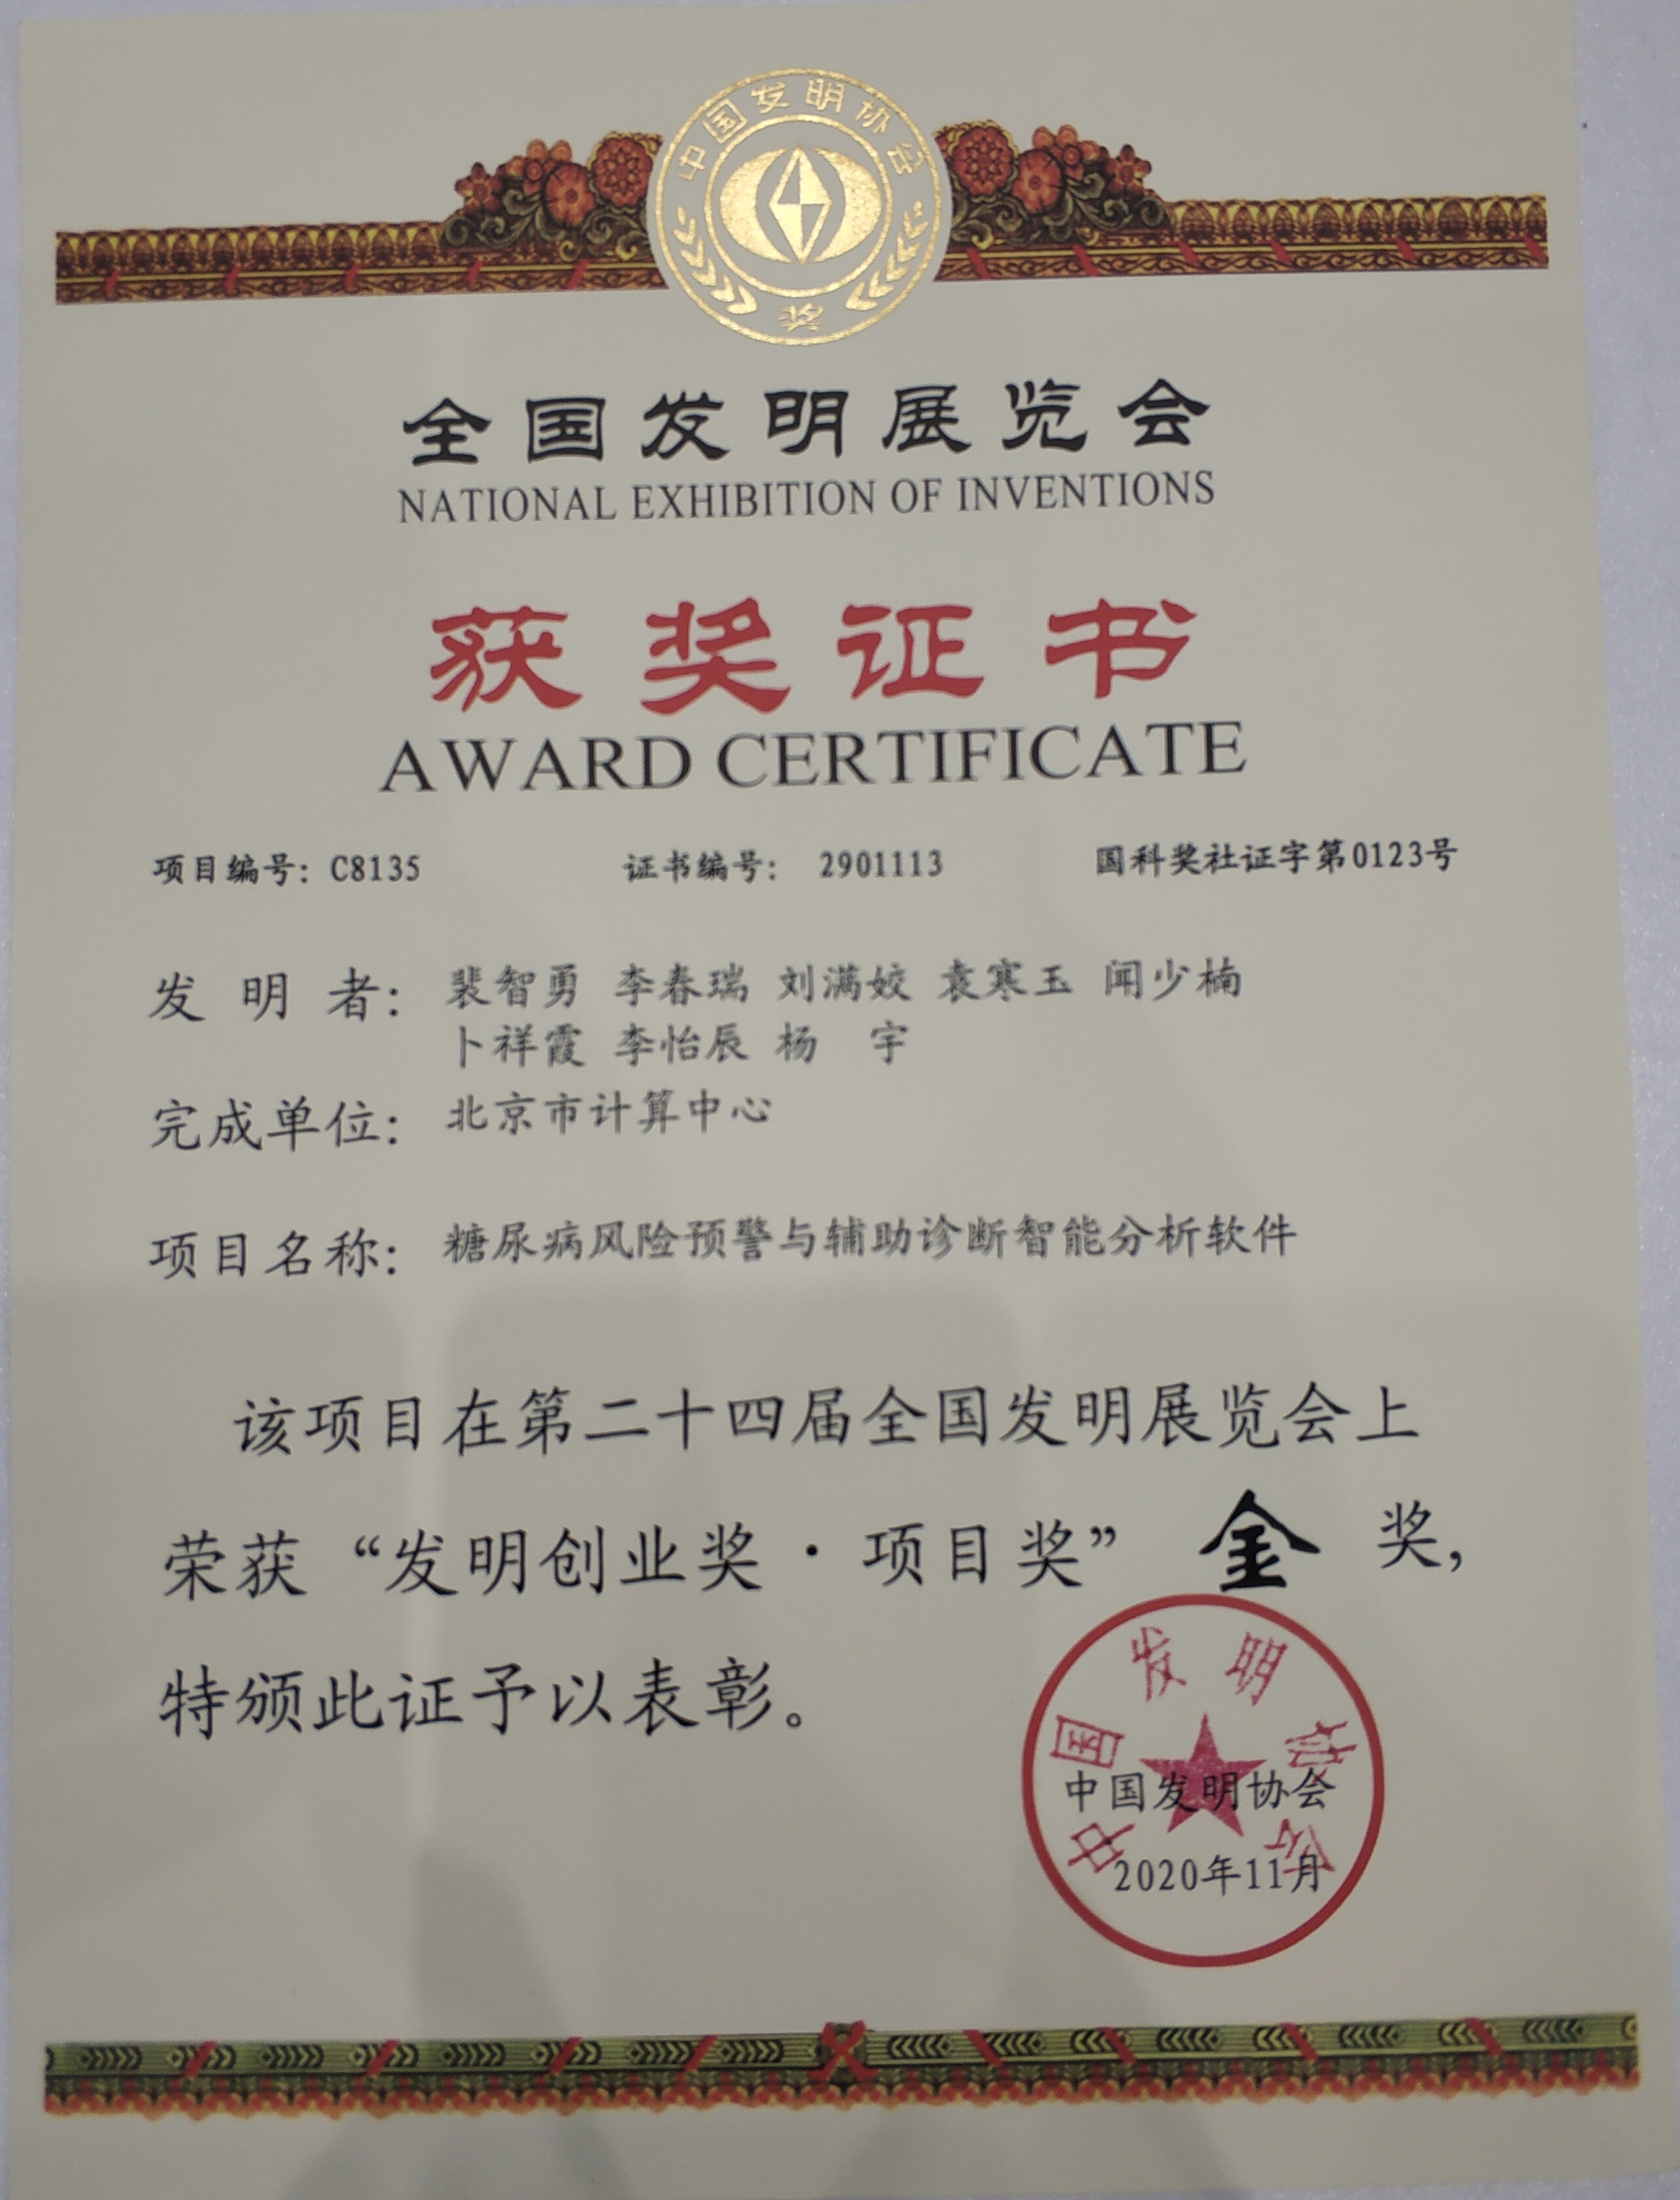 中国发明协会
奖
全国发明展览会
NATIONAL EXHIBITION OF INVENTIONS
获奖证书
AWARD CERTIFICATE
项目编号：C8135 证书编号： 2901113 国科奖社证字第0123号
发明者： 裴智勇 李春瑞 刘满姣 袁寒玉 闻少楠
卜祥霞 李怡辰 杨 宇
完成单位： 北京市计算中心
项目名称： 糖尿病风险预警与辅助诊断智能分析软件
该项目在第二十四届全国发明展览会上
荣获“发明创业奖·项目奖” 金 奖，
特颁此证予以表彰。
中国发明协会
中国发明协会
2020年11月